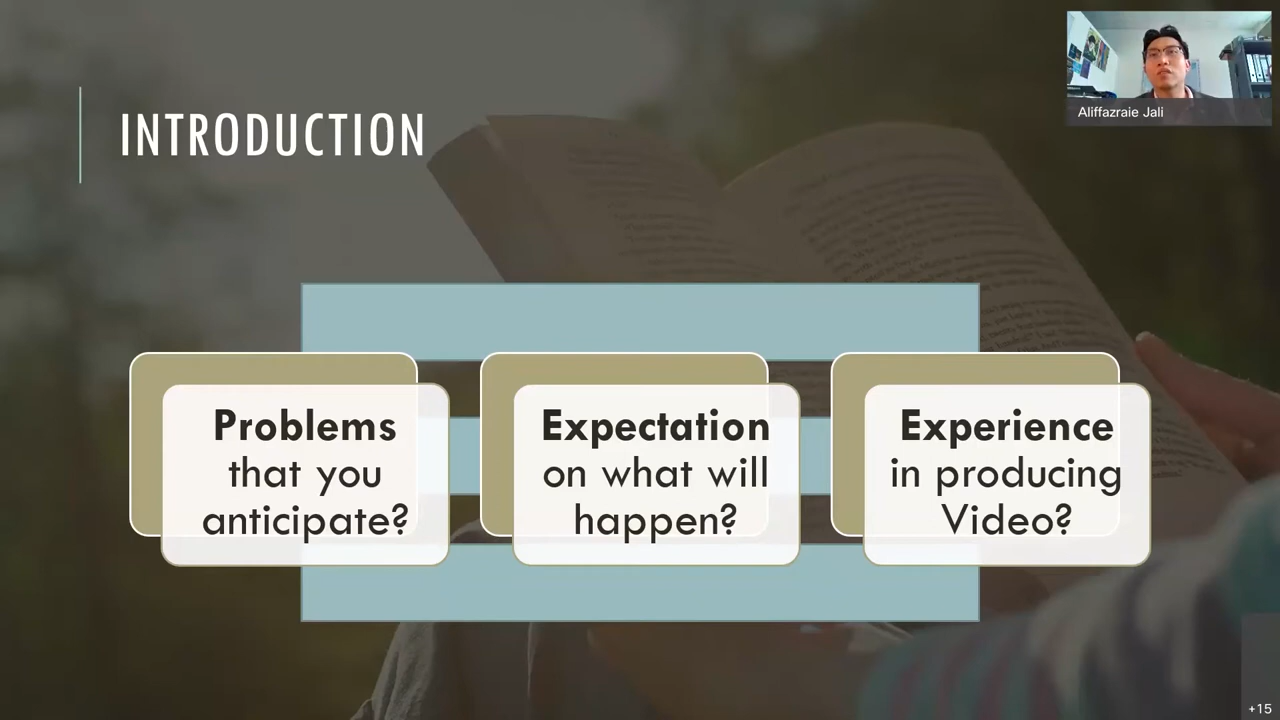 Aliffazraie Jali
INTRODUCTION
Problems
that you
anticipate?
Expectation
on what will
happen?
Experience
in producing
Video?
+15